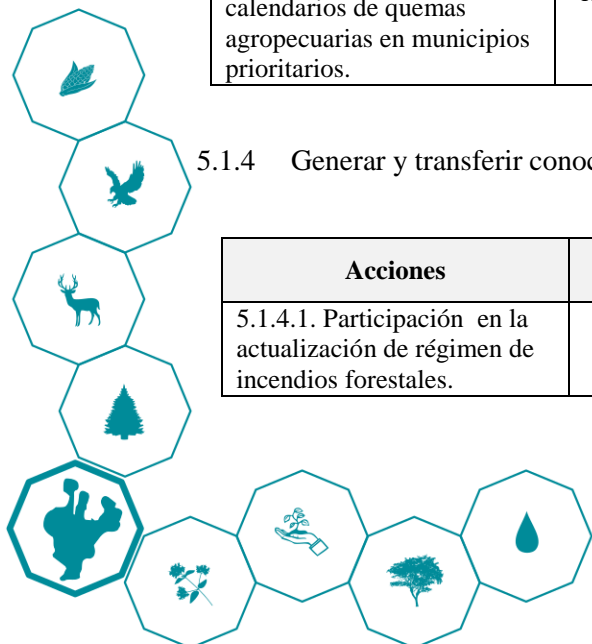 calendarios de quemas
agropecuarias en municipios
prioritarios.
5.1.4 Generar y transferir
Acciones
5.1.4.1. Participación en la
actualización de régimen de
incendios forestales.